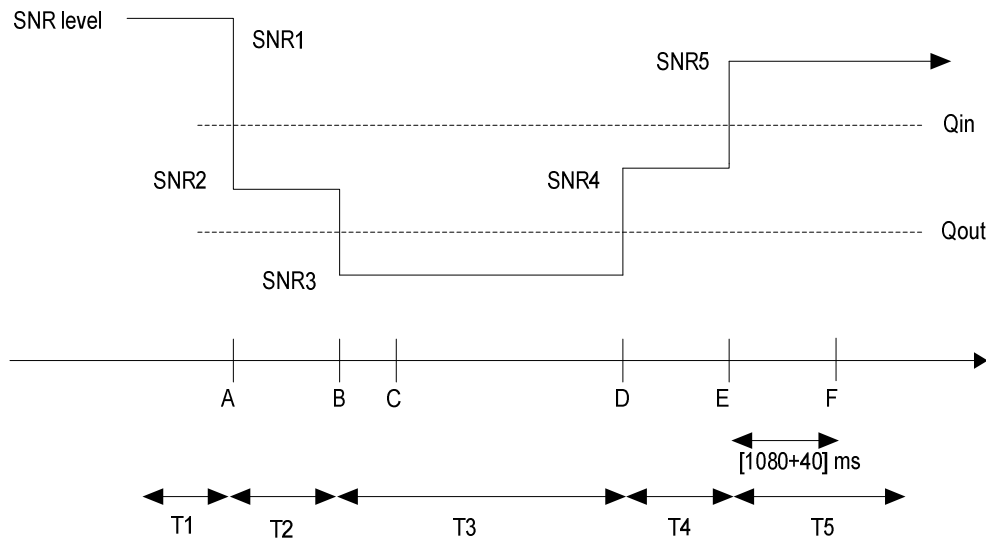 SNR level
SNR1
SNR5
Qin
SNR2
SNR4
Qout
SNR3
A B C D E F
[1080+40] ms
T1 T2 T3 T4 T5